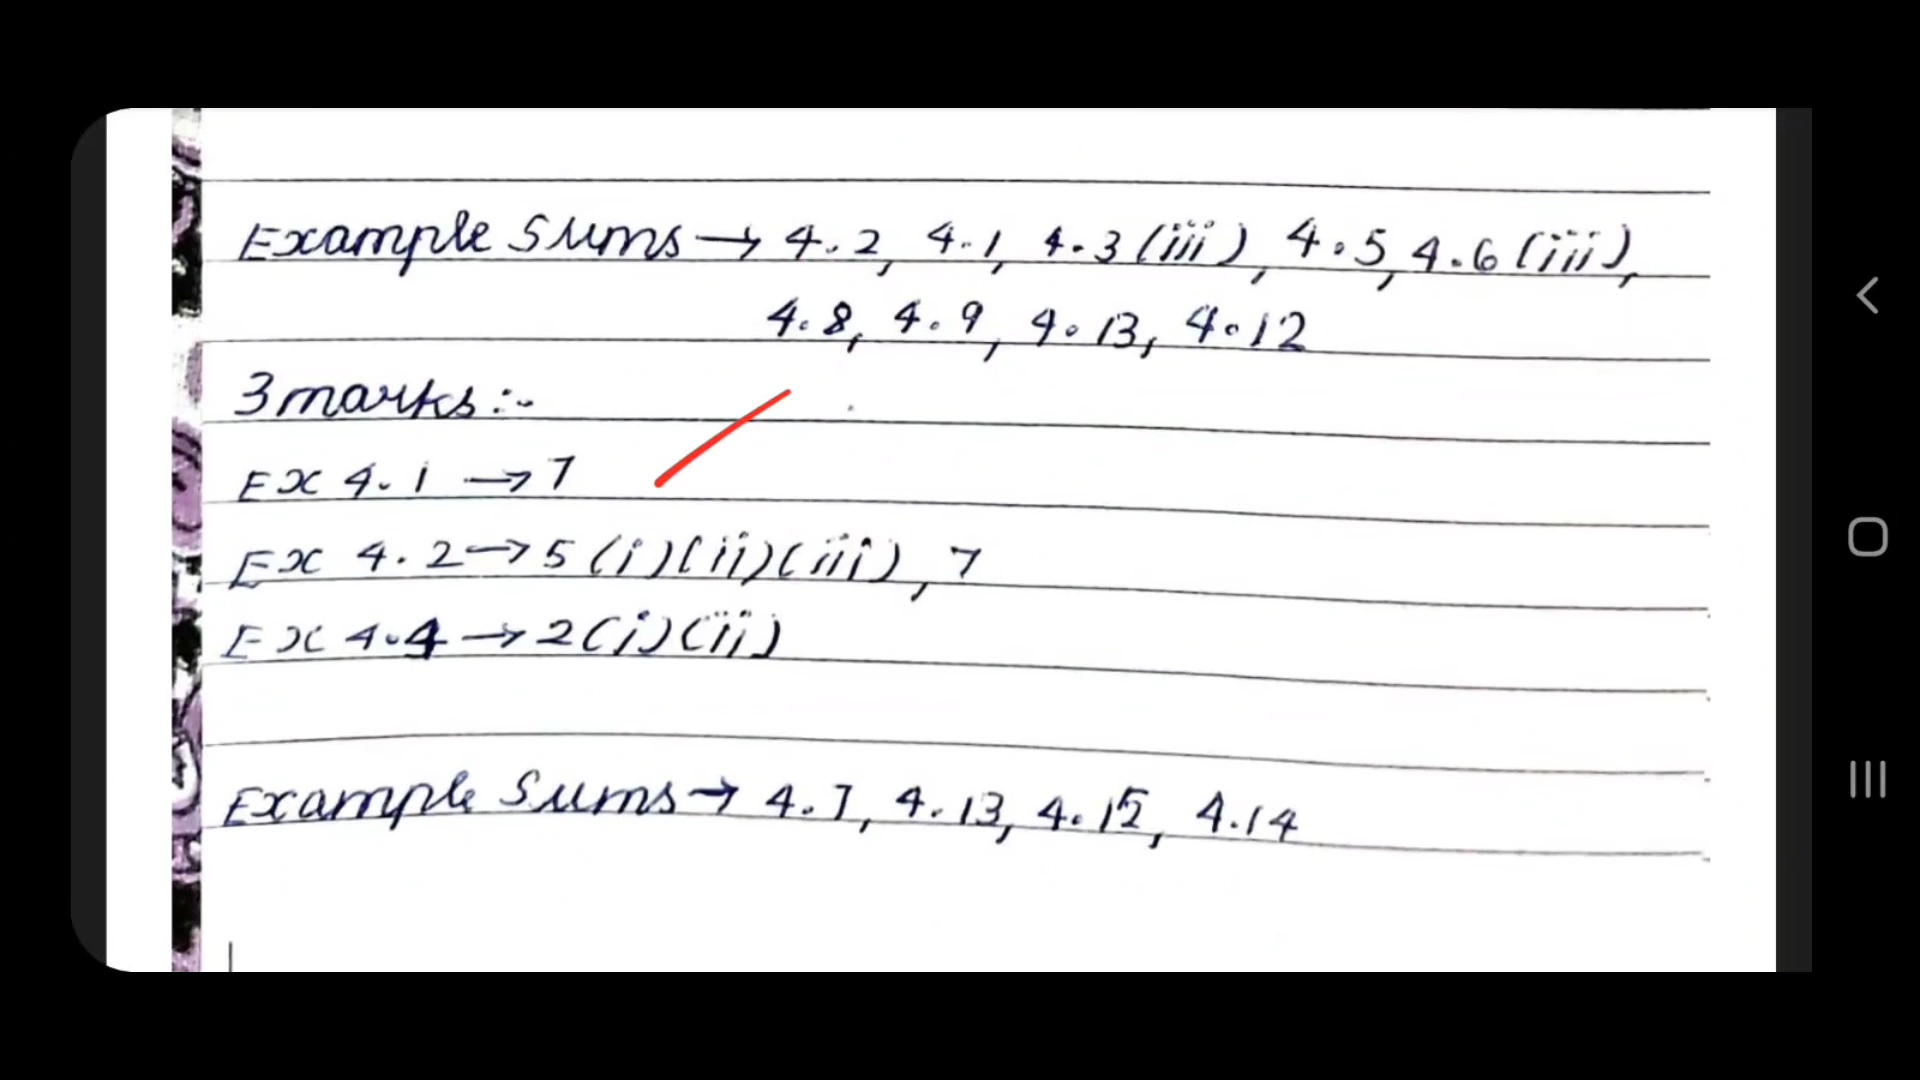 Example Sums → 4.2, 4.1, 4.3 (iii), 4.5, 4.6 (iii),
4.8, 4.9, 4.13, 4.12
3 marks :-
Ex 4.1 → 7
Ex 4.2 → 5 (i) (ii) (iii), 7
Ex 4.4 → 2 (i) (ii)
Example Sums → 4.7, 4.13, 4.15, 4.14